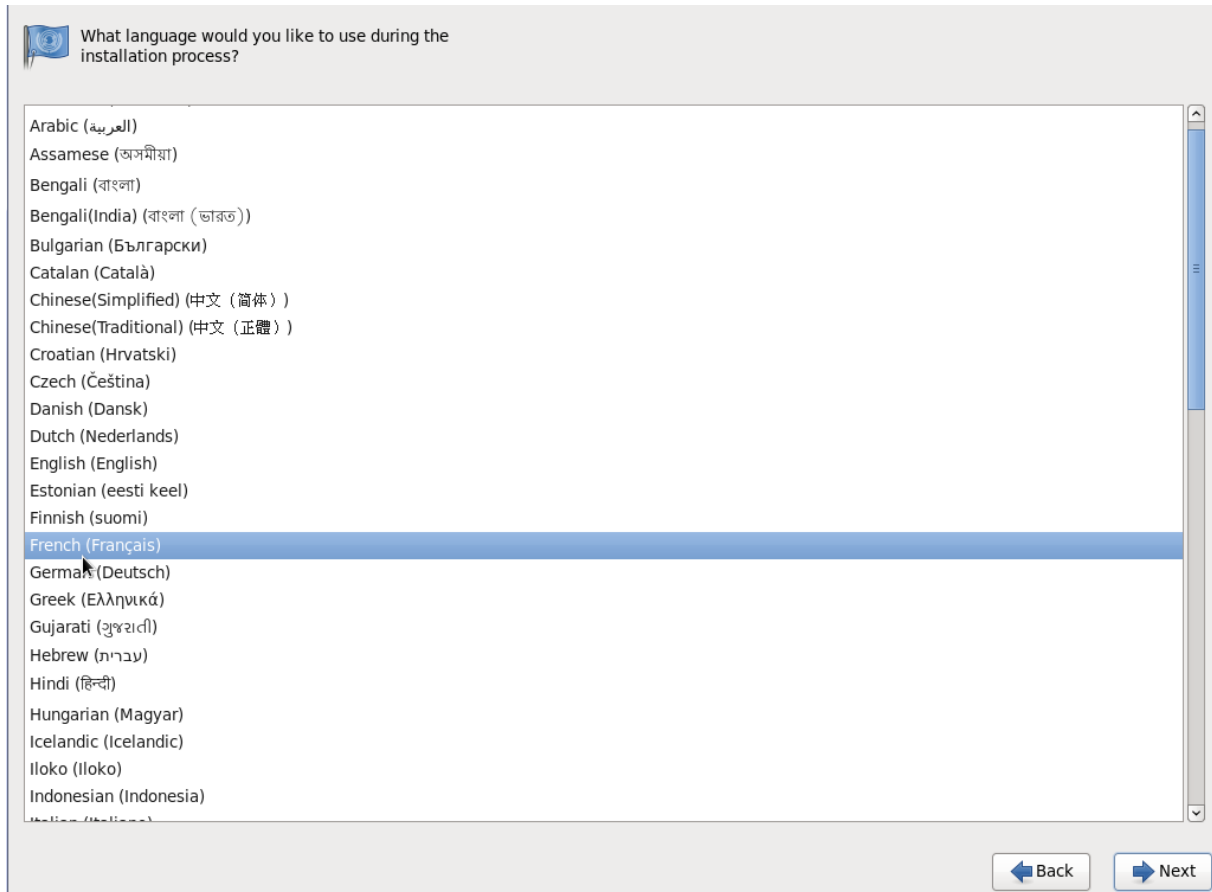 What language would you like to use during the
installation process?
Arabic (العربية)
Assamese (অসমীয়া)
Bengali (বাংলা)
Bengali(India) (বাংলা (ভারত))
Bulgarian (Български)
Catalan (Català)
Chinese(Simplified) (中文（简体）)
Chinese(Traditional) (中文（正體）)
Croatian (Hrvatski)
Czech (Čeština)
Danish (Dansk)
Dutch (Nederlands)
English (English)
Estonian (eesti keel)
Finnish (suomi)
French (Français)
German (Deutsch)
Greek (Ελληνικά)
Gujarati (ગુજરાતી)
Hebrew (עברית)
Hindi (हिन्दी)
Hungarian (Magyar)
Icelandic (Icelandic)
Iloko (Iloko)
Indonesian (Indonesia)
Italian (Italiano)
Back
Next